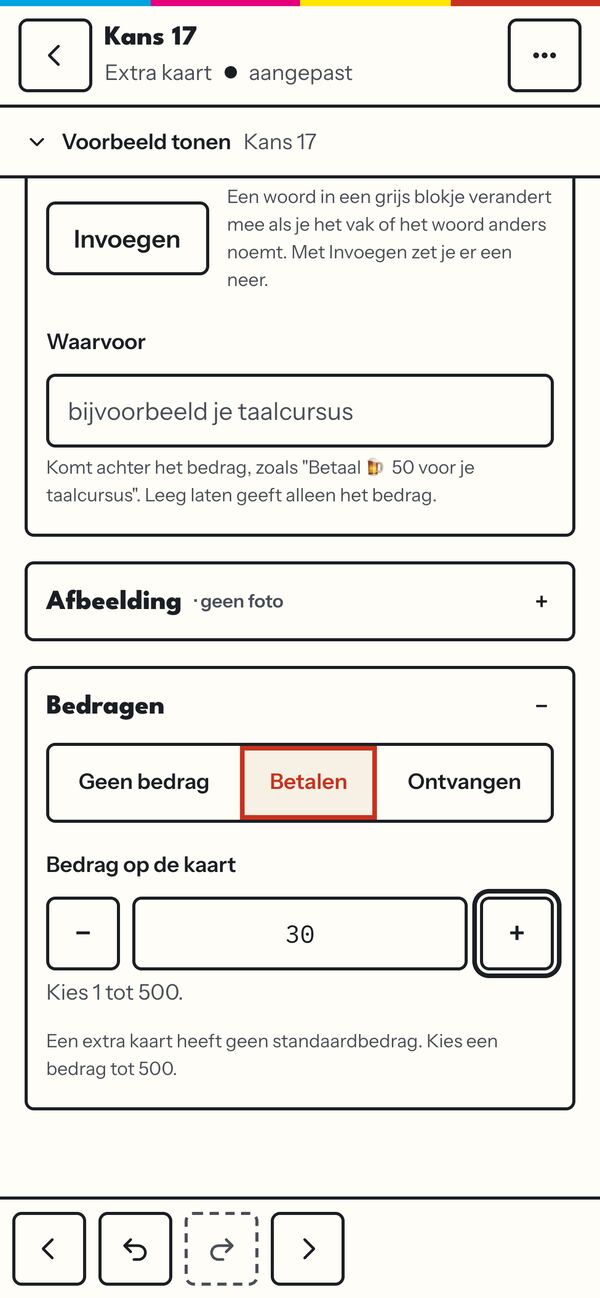 Kans 17
Extra kaart ● aangepast
Voorbeeld tonen Kans 17
Invoegen
Een woord in een grijs blokje verandert
mee als je het vak of het woord anders
noemt. Met Invoegen zet je er een
neer.
Waarvoor
bijvoorbeeld je taalcursus
Komt achter het bedrag, zoals "Betaal 🍺 50 voor je
taalcursus". Leeg laten geeft alleen het bedrag.
Afbeelding · geen foto +
Bedragen −
Geen bedrag Betalen Ontvangen
Bedrag op de kaart
− 30 +
Kies 1 tot 500.
Een extra kaart heeft geen standaardbedrag. Kies een
bedrag tot 500.